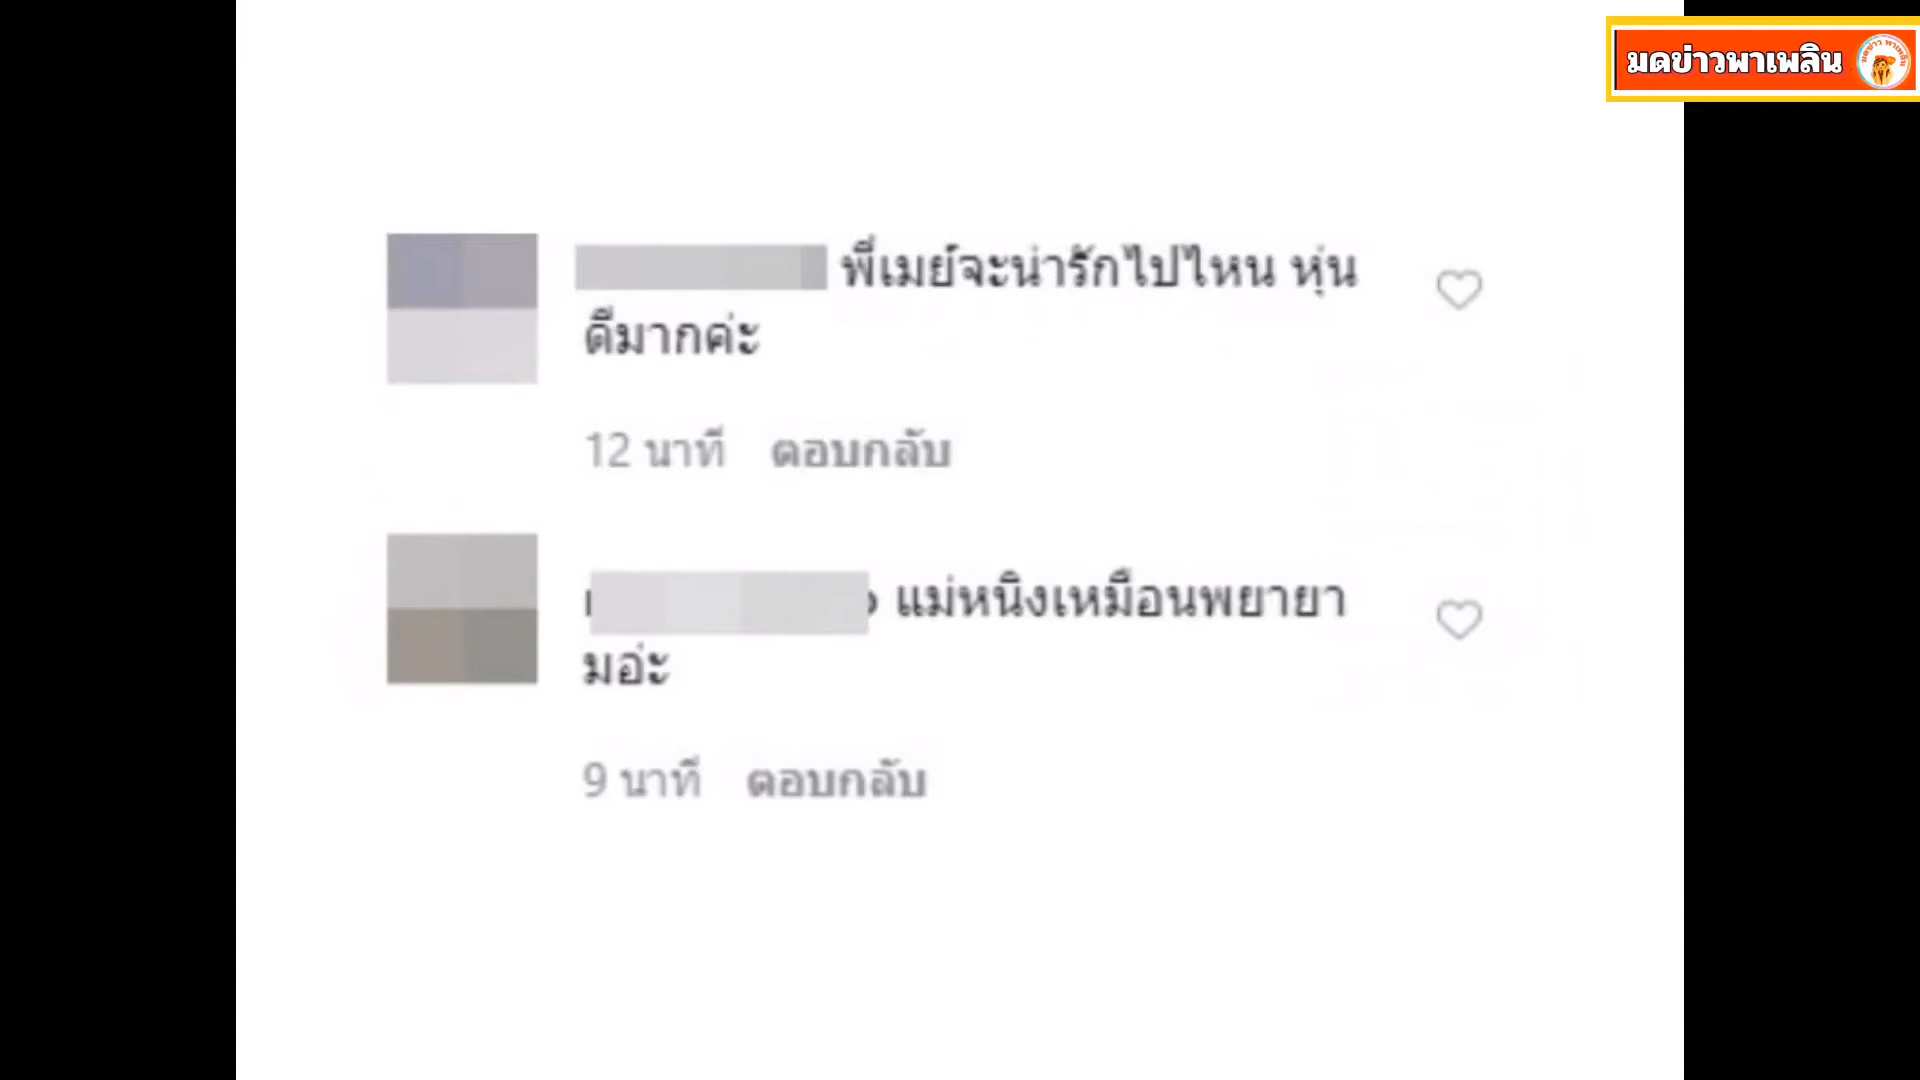 มดข่าวพาเพลิน
พี่เมย์จะน่ารักไปไหน หุ่น
ดีมากค่ะ
12 นาที ตอบกลับ
แม่หนิงเหมือนพยายา
มอ่ะ
9 นาที ตอบกลับ